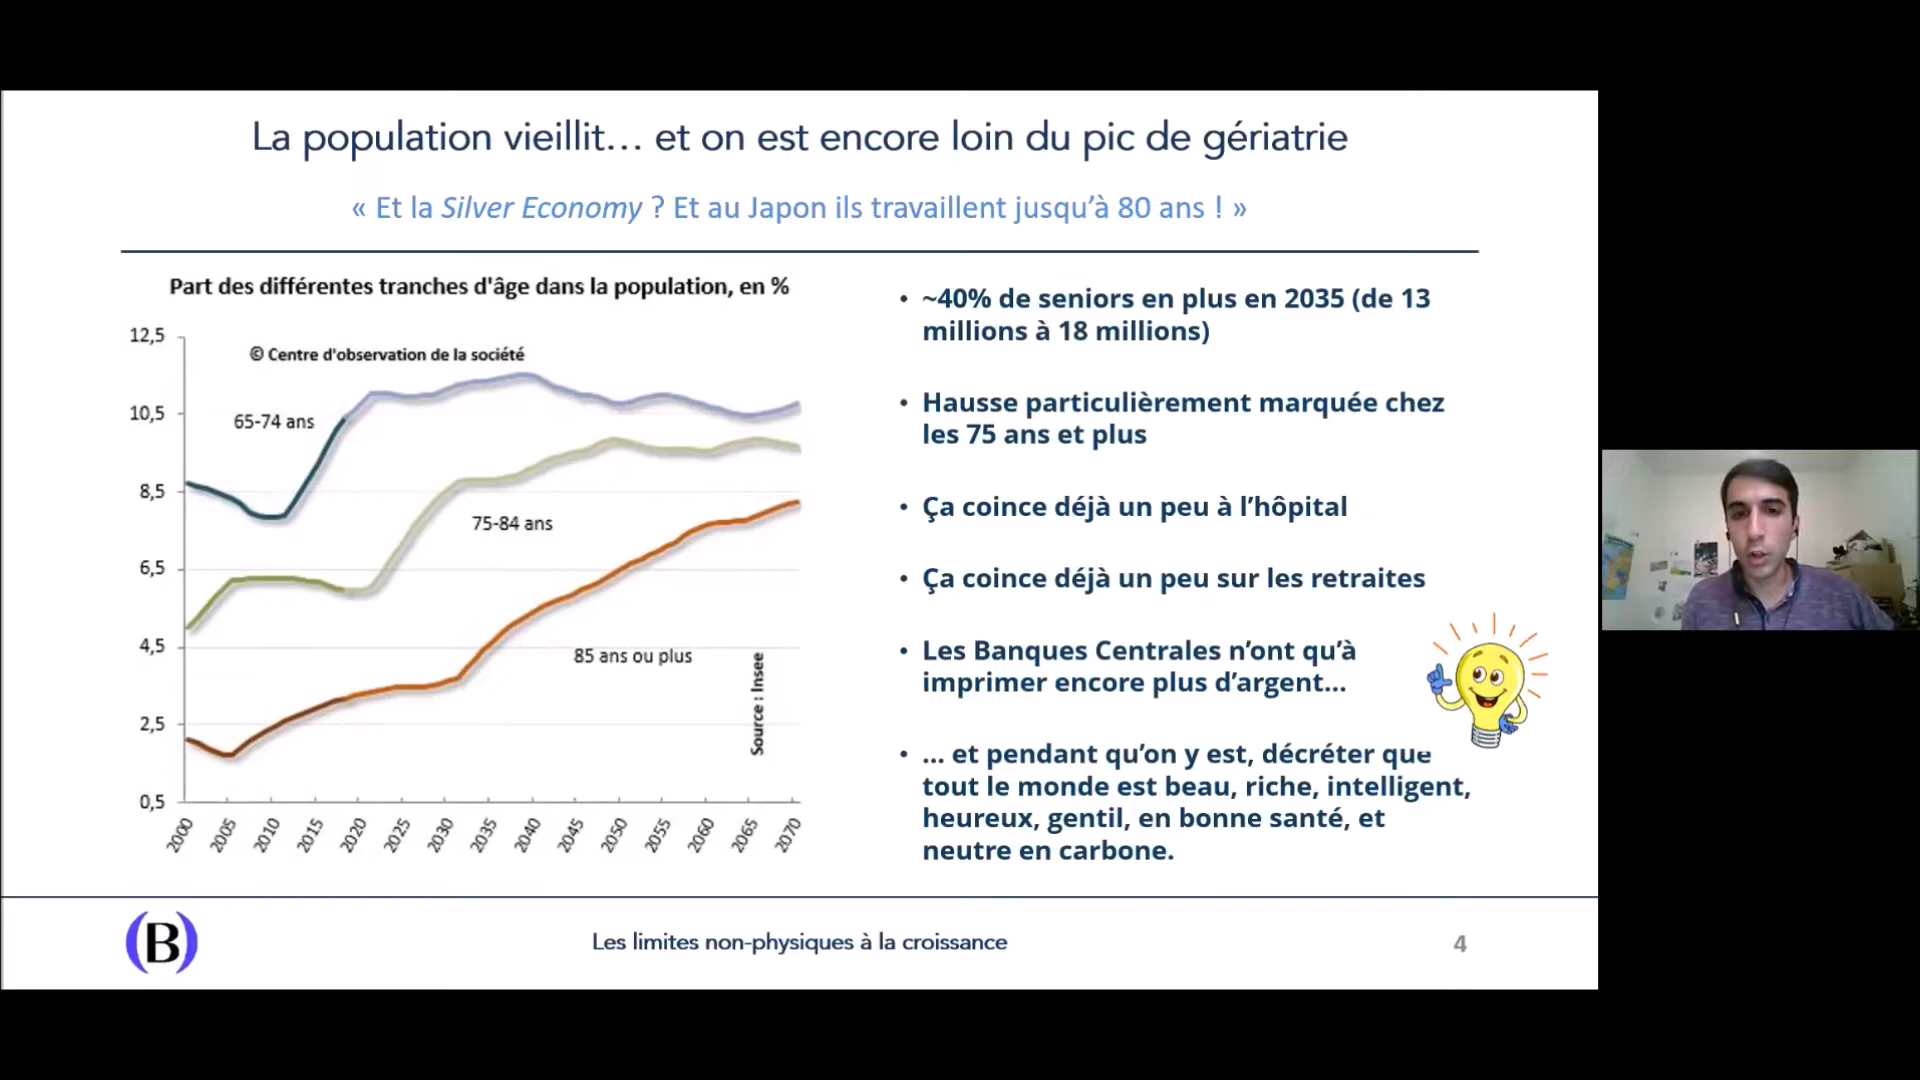 La population vieillit… et on est encore loin du pic de gériatrie
« Et la Silver Economy ? Et au Japon ils travaillent jusqu’à 80 ans ! »
Part des différentes tranches d'âge dans la population, en %
12,5
10,5
8,5
6,5
4,5
2,5
0,5
© Centre d'observation de la société
65-74 ans
75-84 ans
85 ans ou plus
Source : Insee
2000
2005
2010
2015
2020
2025
2030
2035
2040
2045
2050
2055
2060
2065
2070
• ~40% de seniors en plus en 2035 (de 13
millions à 18 millions)
• Hausse particulièrement marquée chez
les 75 ans et plus
• Ça coince déjà un peu à l’hôpital
• Ça coince déjà un peu sur les retraites
• Les Banques Centrales n’ont qu’à
imprimer encore plus d’argent…
• … et pendant qu’on y est, décréter que
tout le monde est beau, riche, intelligent,
heureux, gentil, en bonne santé, et
neutre en carbone.
(B)
Les limites non-physiques à la croissance
4